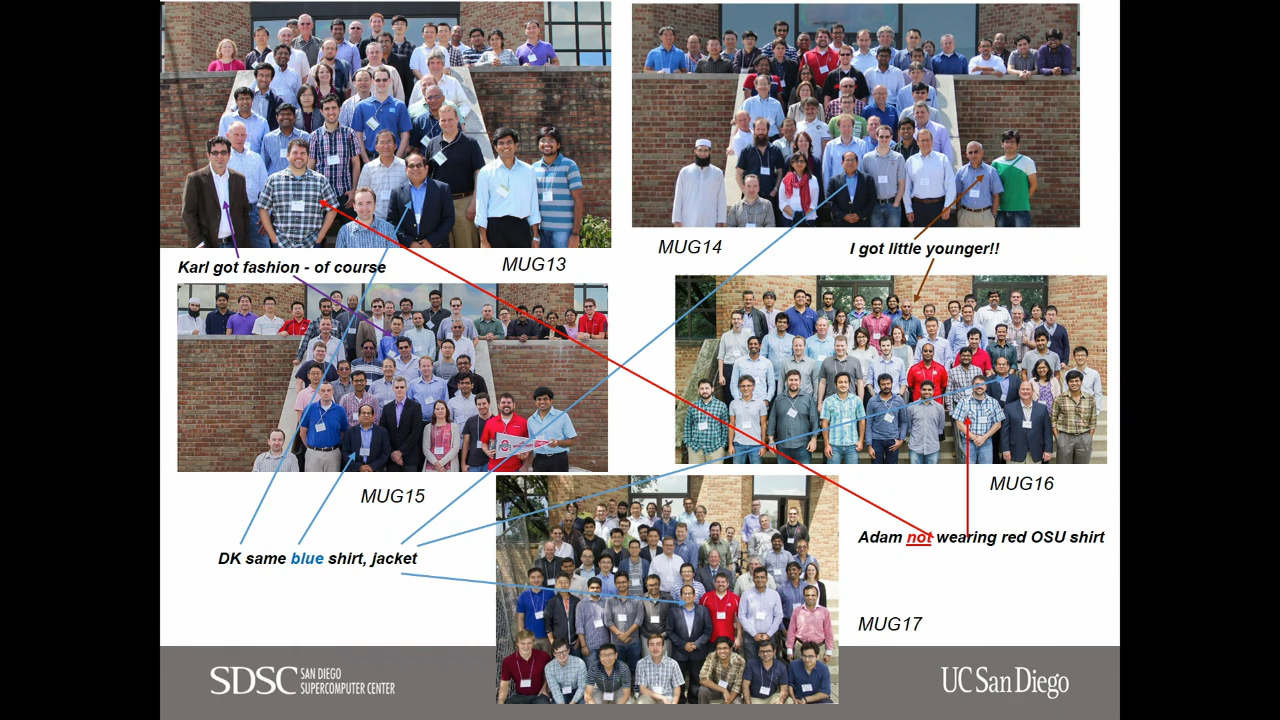 MUG13
MUG14
I got little younger!!
Karl got fashion - of course
MUG15
MUG16
Adam not wearing red OSU shirt
DK same blue shirt, jacket
MUG17
SDSC SAN DIEGO
SUPERCOMPUTER CENTER
UC San Diego